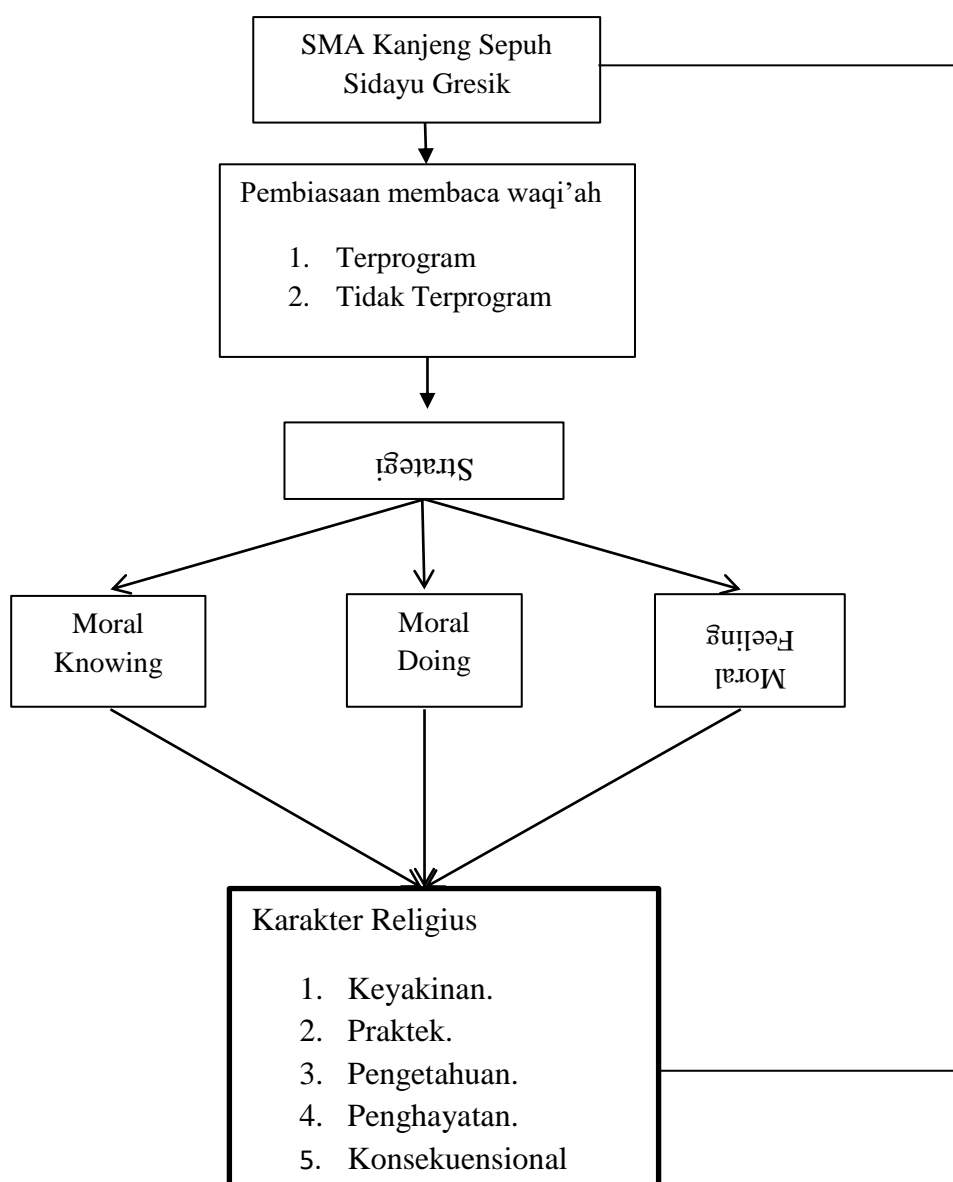 SMA Kanjeng Sepuh
Sidayu Gresik
Pembiasaan membaca waqi’ah
1. Terprogram
2. Tidak Terprogram
Strategi
Moral
Knowing
Moral
Doing
Moral
Feeling
Karakter Religius
1. Keyakinan.
2. Praktek.
3. Pengetahuan.
4. Penghayatan.
5. Konsekuensional